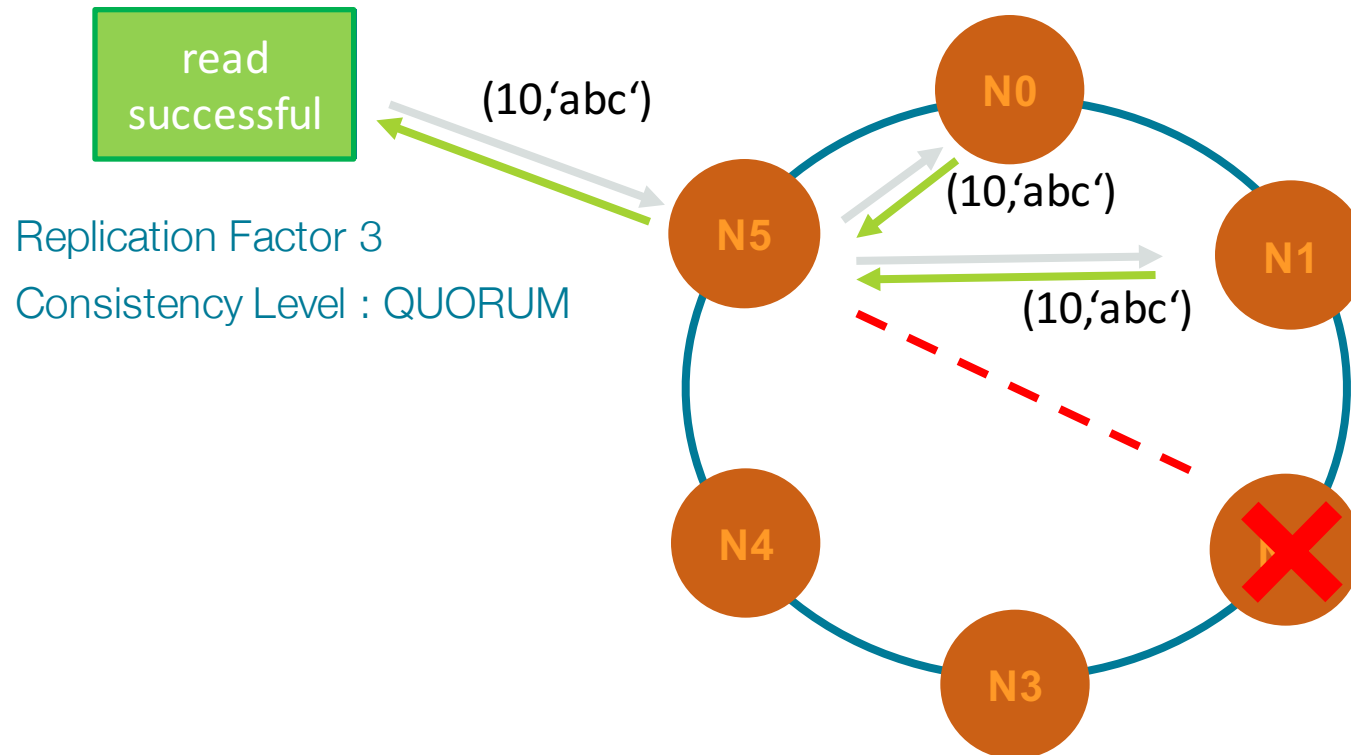 read
successful
(10,‘abc‘)
N0
(10,‘abc‘)
N5
N1
(10,‘abc‘)
Replication Factor 3
Consistency Level : QUORUM
N4
N3